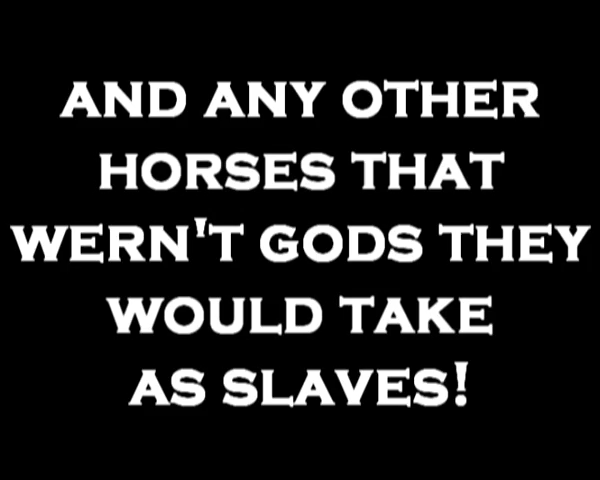 AND ANY OTHER
HORSES THAT
WERN'T GODS THEY
WOULD TAKE
AS SLAVES!